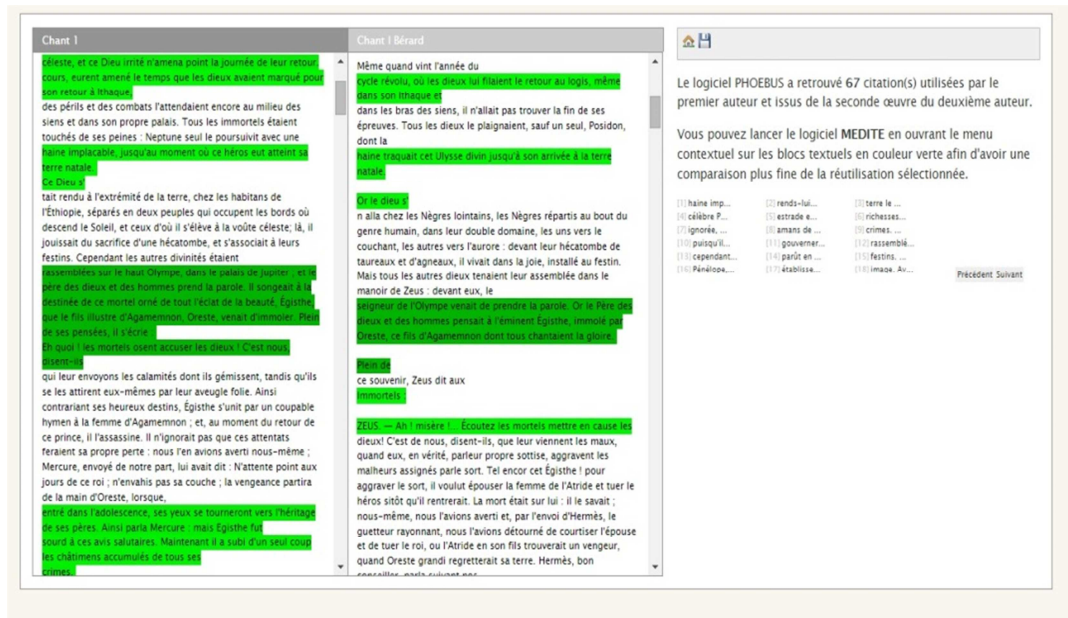 Chant 1
céleste, et ce Dieu irrité n'amena point la journée de leur retour,
cours, eurent amené le temps que les dieux avaient marqué pour
son retour à Ithaque,
des périls et des combats l'attendaient encore au milieu des
siens et dans son propre palais. Tous les immortels étaient
touchés de ses peines : Neptune seul le poursuivit avec une
haine implacable, jusqu'au moment où ce héros eut atteint sa
terre natale.
Ce Dieu s'
tait rendu à l'extrémité de la terre, chez les habitans de
l'Éthiopie, séparés en deux peuples qui occupent les bords où
descend le Soleil, et ceux d'où il s'élève à la voûte céleste; là, il
jouissait du sacrifice d'une hécatombe, et s'associait à leurs
festins. Cependant les autres divinités étaient
rassemblées sur le haut Olympe, dans le palais de Jupiter ; et le
père des dieux et des hommes prend la parole. Il songeait à la
destinée de ce mortel orné de tout l'éclat de la beauté, Égisthe,
que le fils illustre d'Agamemnon, Oreste, venait d'immoler. Plein
de ses pensées, il s'écrie :
Eh quoi ! les mortels osent accuser les dieux ! C'est nous,
disent-ils
qui leur envoyons les calamités dont ils gémissent, tandis qu'ils
se les attirent eux-mêmes par leur aveugle folie. Ainsi
contrariant ses heureux destins, Égisthe s'unit par un coupable
hymen à la femme d'Agamemnon ; et, au moment du retour de
ce prince, il l'assassine. Il n'ignorait pas que ces attentats
feraient sa propre perte : nous l'en avions averti nous-même ;
Mercure, envoyé de notre part, lui avait dit : N'attente point aux
jours de ce roi ; n'envahis pas sa couche ; la vengeance partira
de la main d'Oreste, lorsque,
entré dans l'adolescence, ses yeux se tourneront vers l'héritage
de ses pères. Ainsi parla Mercure : mais Egisthe fut
sourd à ces avis salutaires. Maintenant il a subi d'un seul coup
les châtimens accumulés de tous ses
crimes.
Chant I Bérard
Même quand vint l'année du
cycle révolu, où les dieux lui filaient le retour au logis, même
dans son Ithaque et
dans les bras des siens, il n'allait pas trouver la fin de ses
épreuves. Tous les dieux le plaignaient, sauf un seul, Posidon,
dont la
haine traquait cet Ulysse divin jusqu'à son arrivée à la terre
natale.
Or le dieu s'
n alla chez les Nègres lointains, les Nègres répartis au bout du
genre humain, dans leur double domaine, les uns vers le
couchant, les autres vers l'aurore : devant leur hécatombe de
taureaux et d'agneaux, il vivait dans la joie, installé au festin.
Mais tous les autres dieux tenaient leur assemblée dans le
manoir de Zeus : devant eux, le
seigneur de l'Olympe venait de prendre la parole. Or le Père des
dieux et des hommes pensait à l'éminent Égisthe, immolé par
Oreste, ce fils d'Agamemnon dont tous chantaient la gloire.
Plein de
ce souvenir, Zeus dit aux
Immortels :
ZEUS. — Ah ! misère !... Écoutez les mortels mettre en cause les
dieux! C'est de nous, disent-ils, que leur viennent les maux,
quand eux, en vérité, parleur propre sottise, aggravent les
malheurs assignés parle sort. Tel encor cet Égisthe ! pour
aggraver le sort, il voulut épouser la femme de l'Atride et tuer le
héros sitôt qu'il rentrerait. La mort était sur lui : il le savait ;
nous-même, nous l'avions averti et, par l'envoi d'Hermès, le
guetteur rayonnant, nous l'avions détourné de courtiser l'épouse
et de tuer le roi, ou l'Atride en son fils trouverait un vengeur,
quand Oreste grandi regretterait sa terre. Hermès, bon
conseiller, parla suivant nos
Le logiciel PHOEBUS a retrouvé 67 citation(s) utilisées par le
premier auteur et issus de la seconde œuvre du deuxième auteur.
Vous pouvez lancer le logiciel MEDITE en ouvrant le menu
contextuel sur les blocs textuels en couleur verte afin d'avoir une
comparaison plus fine de la réutilisation sélectionnée.
[1] haine imp... [2] rends-lui... [3] terre le ...
[4] célèbre P... [5] estrade e... [6] richesses...
[7] ignorée, ... [8] amans de ... [9] crimes. ...
[10] puisqu'il... [11] gouverner... [12] rassemblé...
[13] cependant... [14] parût en ... [15] festins. ...
[16] Pénélope,... [17] établisse... [18] image. Av...
Précédent Suivant